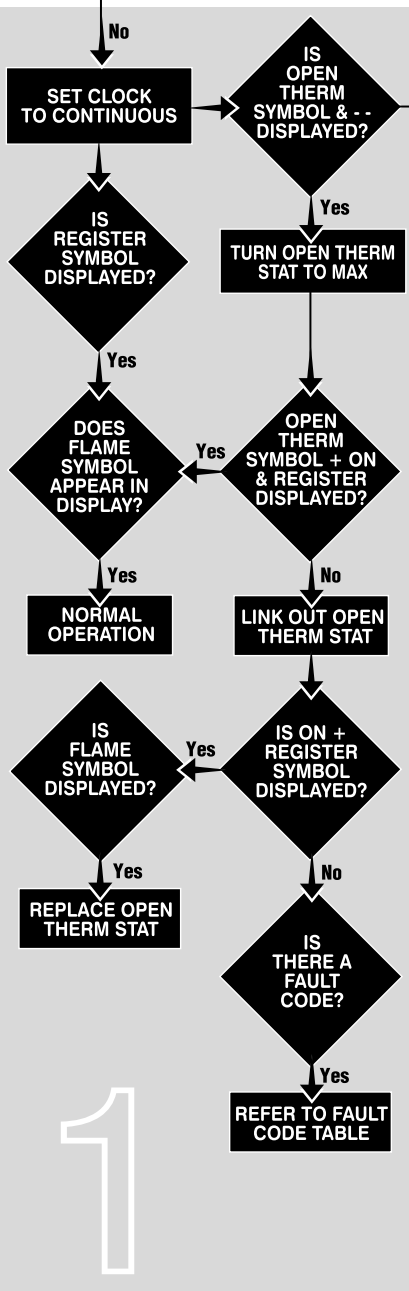 No
SET CLOCK
TO CONTINUOUS
IS
OPEN
THERM
SYMBOL & - -
DISPLAYED?
IS
REGISTER
SYMBOL
DISPLAYED?
Yes
TURN OPEN THERM
STAT TO MAX
Yes
DOES
FLAME
SYMBOL
APPEAR IN
DISPLAY?
Yes
OPEN
THERM
SYMBOL + ON
& REGISTER
DISPLAYED?
Yes
NORMAL
OPERATION
No
LINK OUT OPEN
THERM STAT
IS
FLAME
SYMBOL
DISPLAYED?
Yes
IS ON +
REGISTER
SYMBOL
DISPLAYED?
Yes
REPLACE OPEN
THERM STAT
No
IS
THERE A
FAULT
CODE?
Yes
REFER TO FAULT
CODE TABLE
1